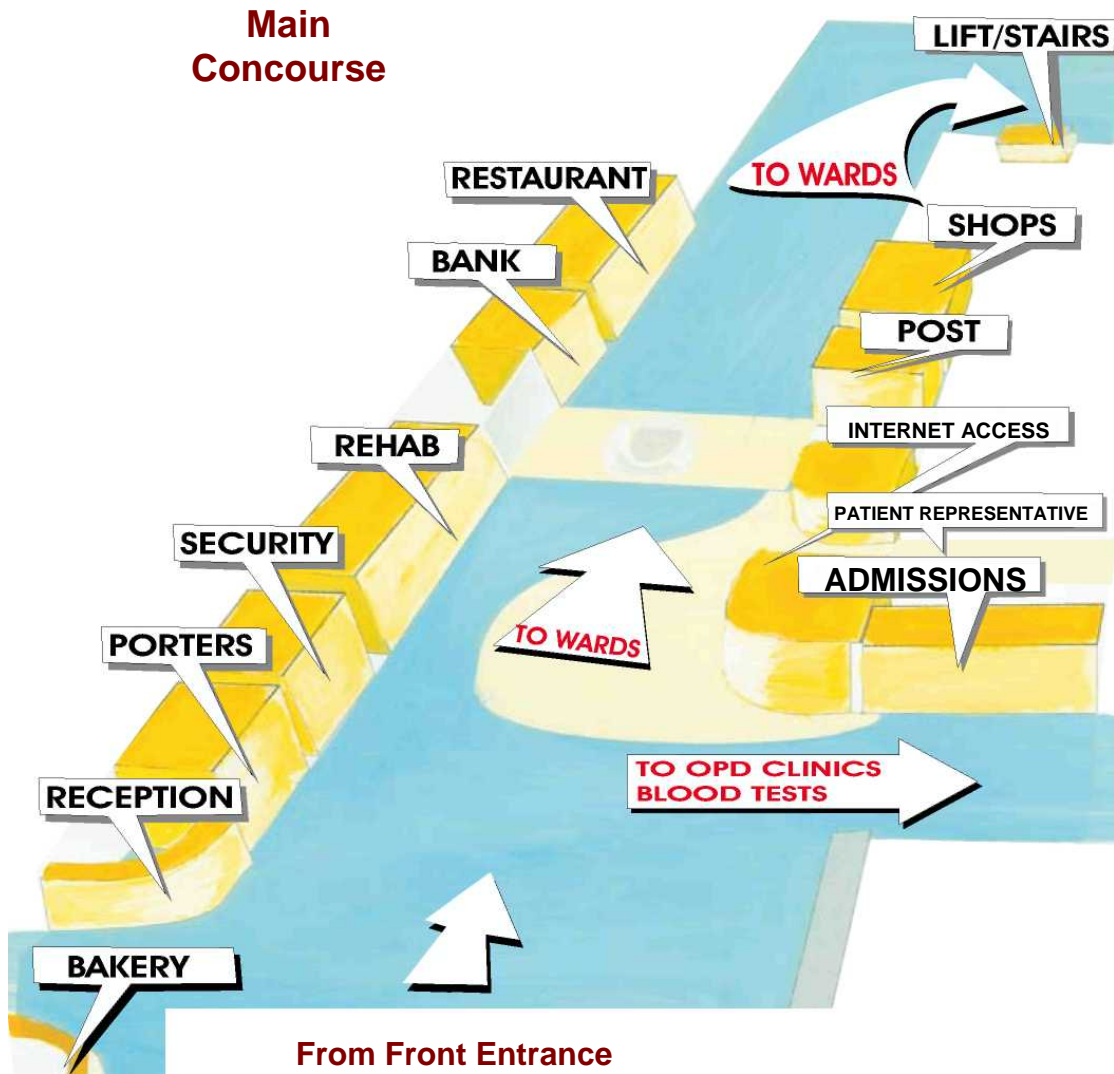 Main
Concourse
LIFT/STAIRS
TO WARDS
RESTAURANT
SHOPS
BANK
POST
INTERNET ACCESS
REHAB
PATIENT REPRESENTATIVE
SECURITY
ADMISSIONS
TO WARDS
PORTERS
TO OPD CLINICS
BLOOD TESTS
RECEPTION
BAKERY
From Front Entrance